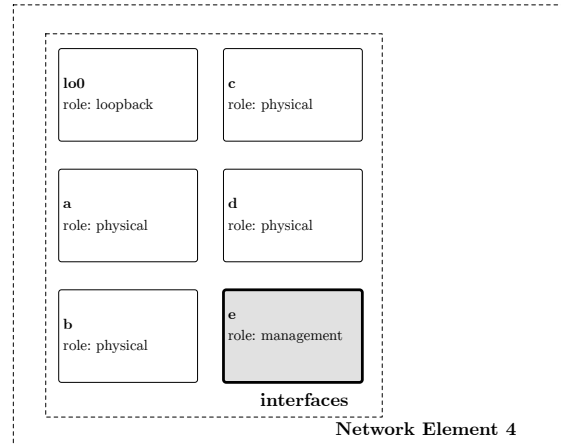 lo0
role: loopback
c
role: physical
a
role: physical
d
role: physical
b
role: physical
e
role: management
interfaces
Network Element 4